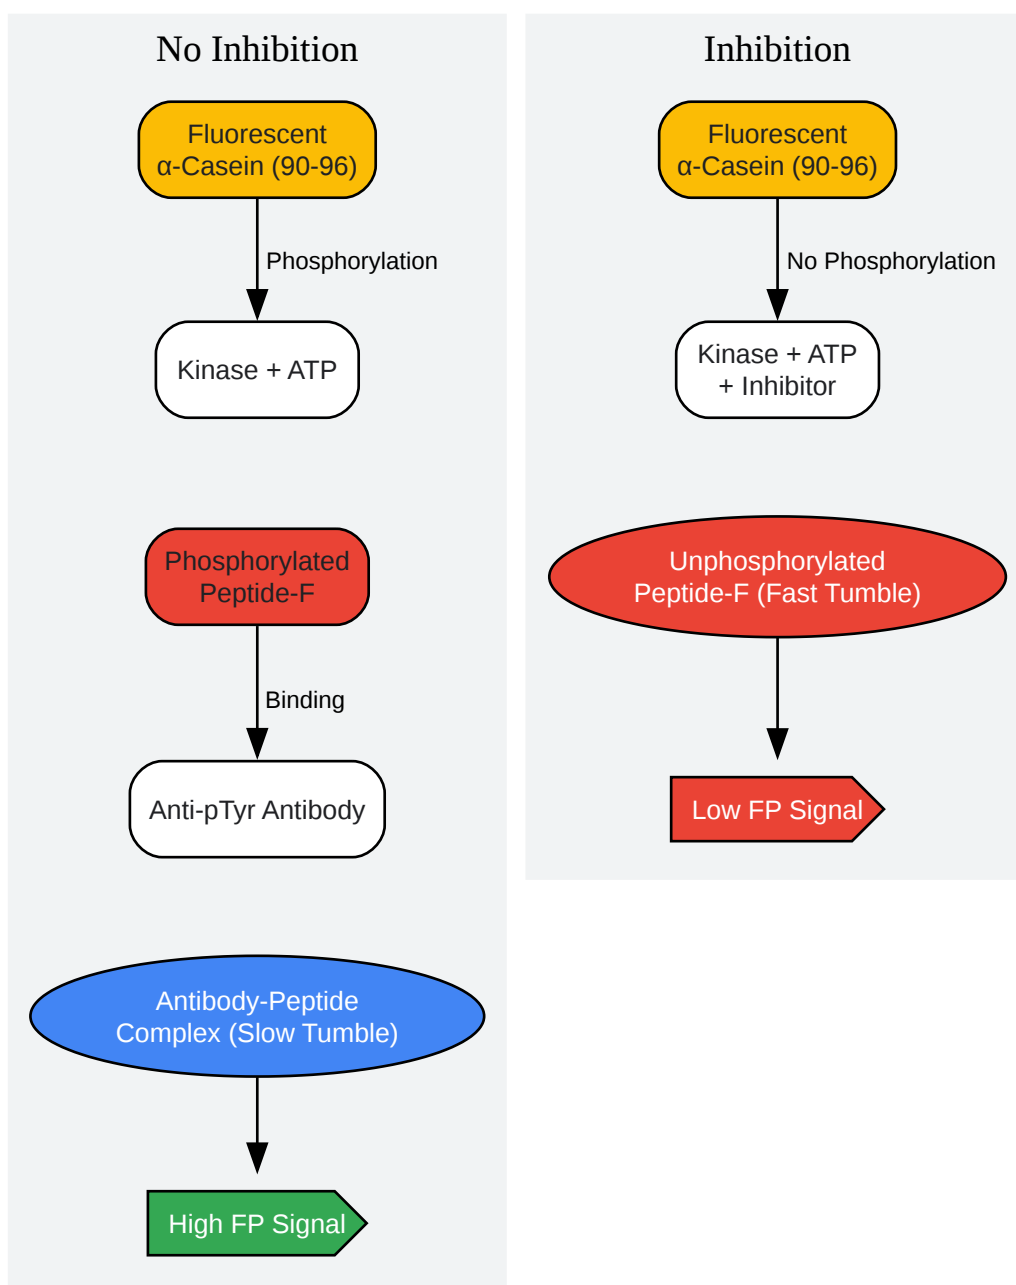 No Inhibition
Fluorescent
α-Casein (90-96)
Phosphorylation
Kinase + ATP
Phosphorylated
Peptide-F
Binding
Anti-pTyr Antibody
Antibody-Peptide
Complex (Slow Tumble)
High FP Signal
Inhibition
Fluorescent
α-Casein (90-96)
No Phosphorylation
Kinase + ATP
+ Inhibitor
Unphosphorylated
Peptide-F (Fast Tumble)
Low FP Signal